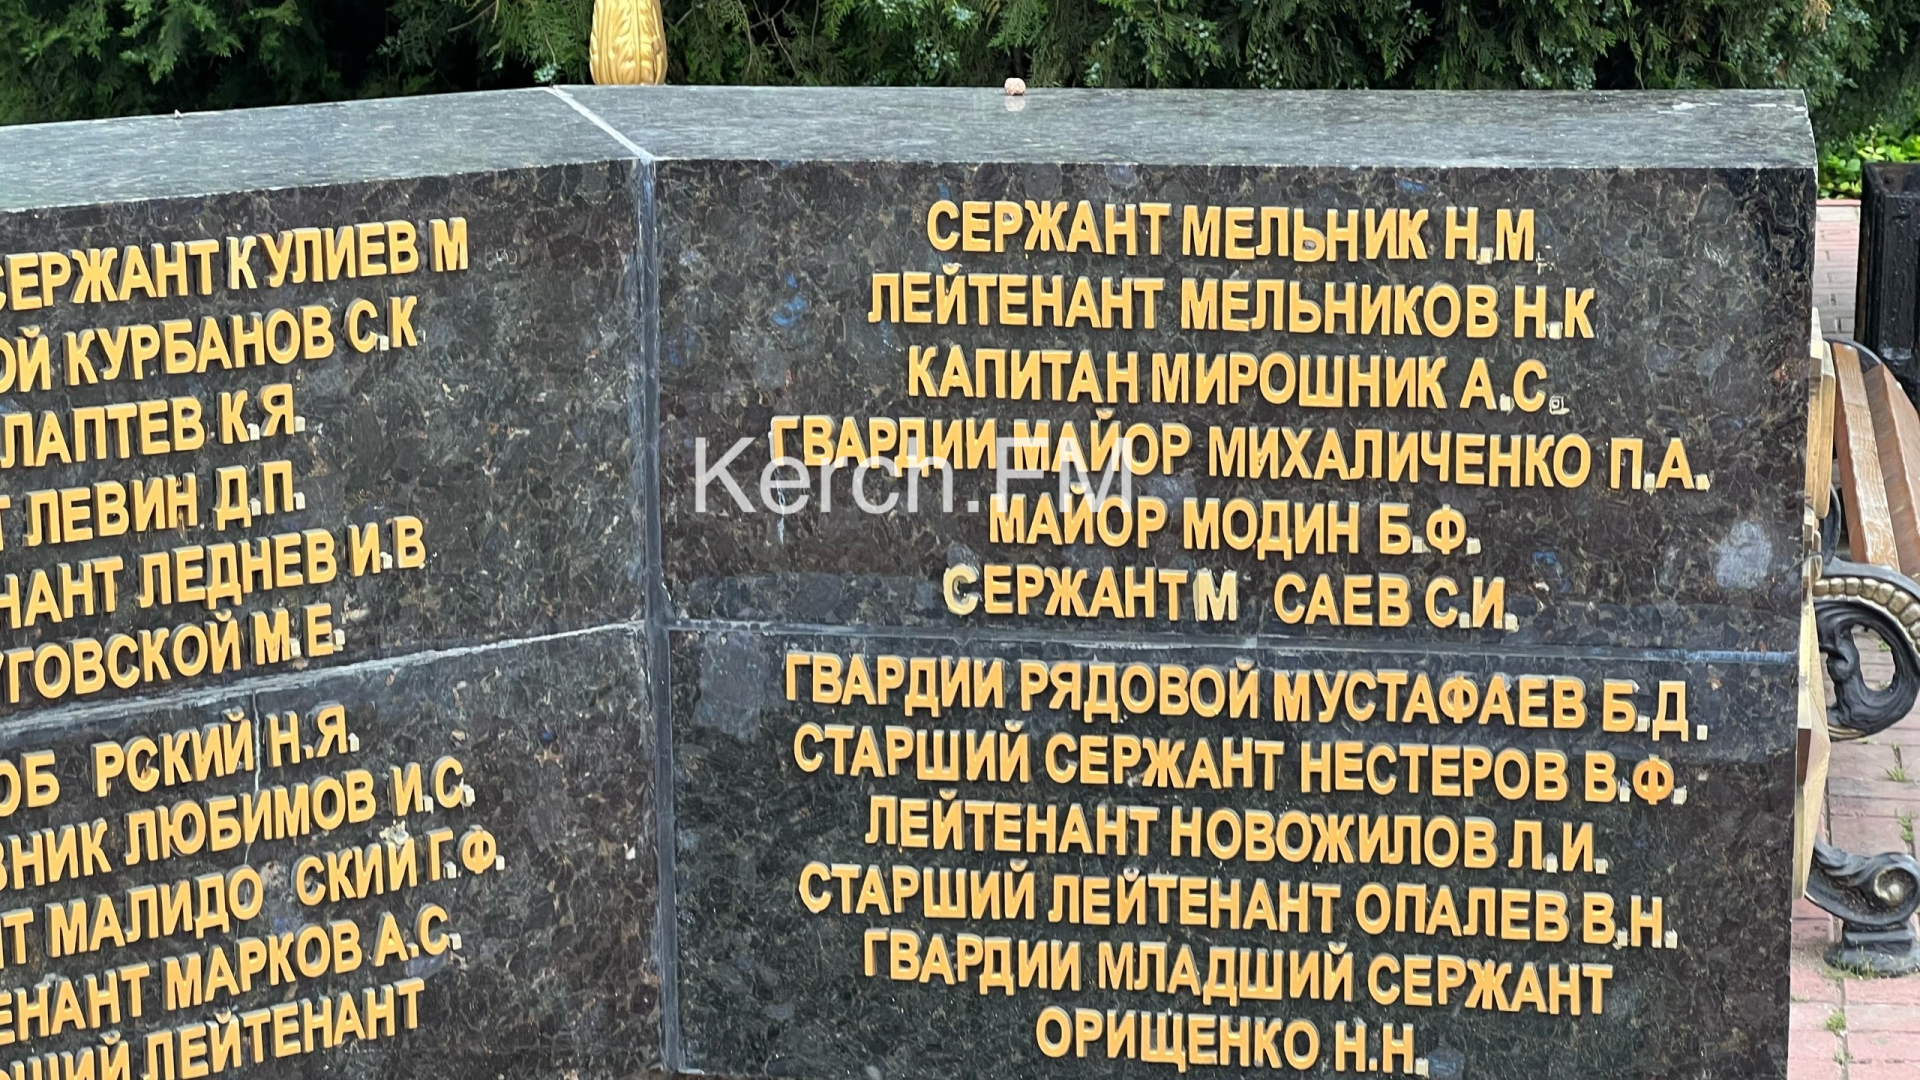 СЕРЖАНТ КУЛИЕВ М
КУРБАНОВ С.К
ЛАПТЕВ К.Я.
ЛЕВИН Д.П.
ЛЕДНЕВ И.В
М.Е.
РСКИЙ Н.Я.
ЛЮБИМОВ И.С.
МАЛИДО СКИЙ Г.Ф.
МАРКОВ А.С.
ЛЕЙТЕНАНТ
СЕРЖАНТ МЕЛЬНИК Н.М
ЛЕЙТЕНАНТ МЕЛЬНИКОВ Н.К
КАПИТАН МИРОШНИК А.С.
ГВАРДИИ МАЙОР МИХАЛИЧЕНКО П.А.
Kerch.FM
МАЙОР МОДИН Б.Ф.
СЕРЖАНТ М САЕВ С.И.
ГВАРДИИ РЯДОВОЙ МУСТАФАЕВ Б.Д.
СТАРШИЙ СЕРЖАНТ НЕСТЕРОВ В.Ф.
ЛЕЙТЕНАНТ НОВОЖИЛОВ Л.И.
СТАРШИЙ ЛЕЙТЕНАНТ ОПАЛЕВ В.Н.
ГВАРДИИ МЛАДШИЙ СЕРЖАНТ
ОРИЩЕНКО Н.Н.